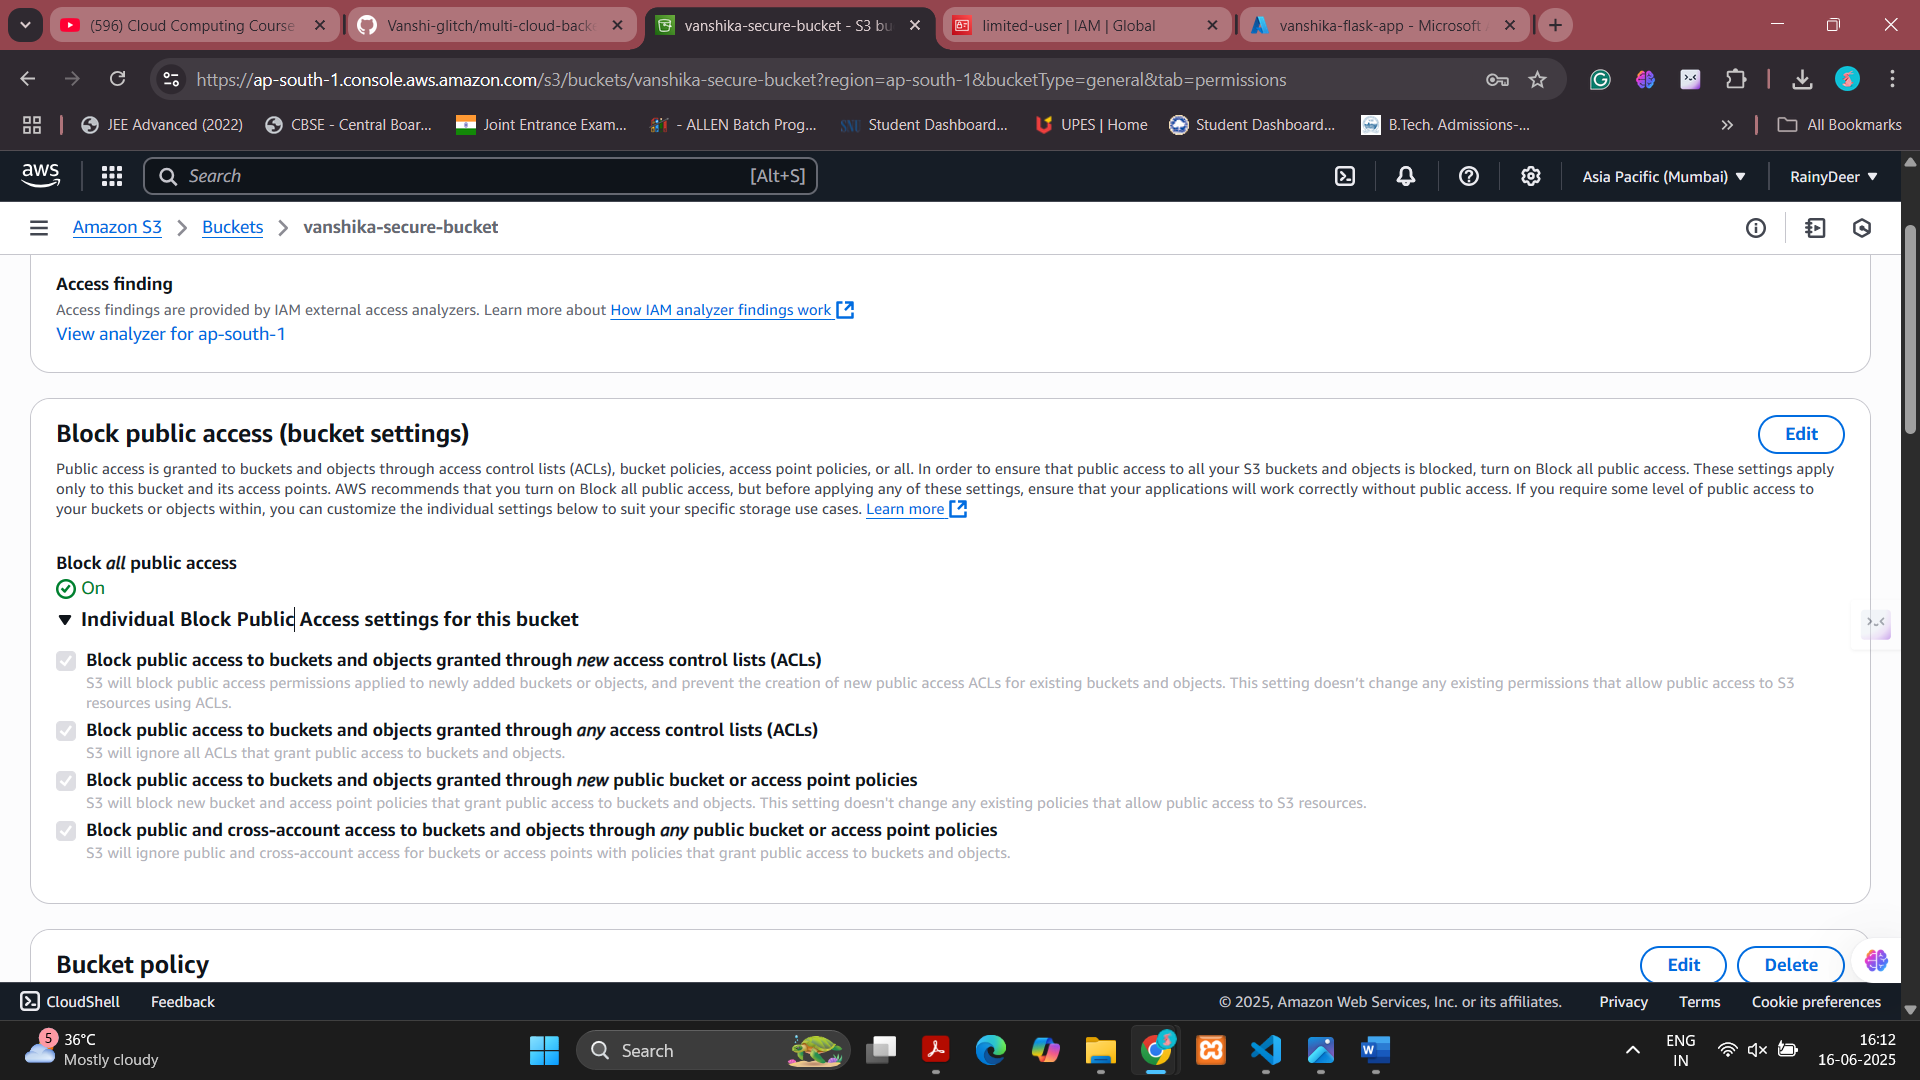 (596) Cloud Computing Course
Vanshi-glitch/multi-cloud-back
vanshika-secure-bucket - S3 bu
limited-user | IAM | Global
vanshika-flask-app - Microsoft
https://ap-south-1.console.aws.amazon.com/s3/buckets/vanshika-secure-bucket?region=ap-south-1&bucketType=general&tab=permissions
JEE Advanced (2022)
CBSE - Central Boar...
Joint Entrance Exam...
- ALLEN Batch Prog...
SNU
Student Dashboard...
UPES | Home
Student Dashboard...
B.Tech. Admissions-...
All Bookmarks
aws
Search
[Alt+S]
Asia Pacific (Mumbai)
RainyDeer
Amazon S3
Buckets
vanshika-secure-bucket
Access finding
Access findings are provided by IAM external access analyzers. Learn more about How IAM analyzer findings work
View analyzer for ap-south-1
Block public access (bucket settings)
Edit
Public access is granted to buckets and objects through access control lists (ACLs), bucket policies, access point policies, or all. In order to ensure that public access to all your S3 buckets and objects is blocked, turn on Block all public access. These settings apply
only to this bucket and its access points. AWS recommends that you turn on Block all public access, but before applying any of these settings, ensure that your applications will work correctly without public access. If you require some level of public access to
your buckets or objects within, you can customize the individual settings below to suit your specific storage use cases. Learn more
Block all public access
On
Individual Block Public Access settings for this bucket
Block public access to buckets and objects granted through new access control lists (ACLs)
S3 will block public access permissions applied to newly added buckets or objects, and prevent the creation of new public access ACLs for existing buckets and objects. This setting doesn't change any existing permissions that allow public access to S3
resources using ACLs.
Block public access to buckets and objects granted through any access control lists (ACLs)
S3 will ignore all ACLs that grant public access to buckets and objects.
Block public access to buckets and objects granted through new public bucket or access point policies
S3 will block new bucket and access point policies that grant public access to buckets and objects. This setting doesn't change any existing policies that allow public access to S3 resources.
Block public and cross-account access to buckets and objects through any public bucket or access point policies
S3 will ignore public and cross-account access for buckets or access points with policies that grant public access to buckets and objects.
Bucket policy
Edit
Delete
CloudShell
Feedback
© 2025, Amazon Web Services, Inc. or its affiliates.
Privacy
Terms
Cookie preferences
5
36°C
Mostly cloudy
Search
ENG
IN
16:12
16-06-2025